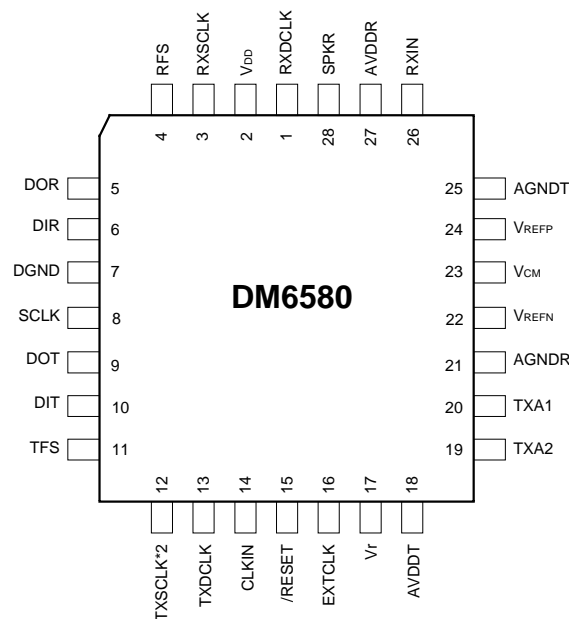 RFS RXSCLK VDD RXDCLK SPKR AVDDR RXIN
4 3 2 1 28 27 26
DOR 5 25 AGNDT
DIR 6 24 VREFP
DGND 7 23 VCM
DM6580
SCLK 8 22 VREFN
DOT 9 21 AGNDR
DIT 10 20 TXA1
TFS 11 19 TXA2
12 13 14 15 16 17 18
TXSCLK*2 TXDCLK CLKIN /RESET EXTCLK Vr AVDDT